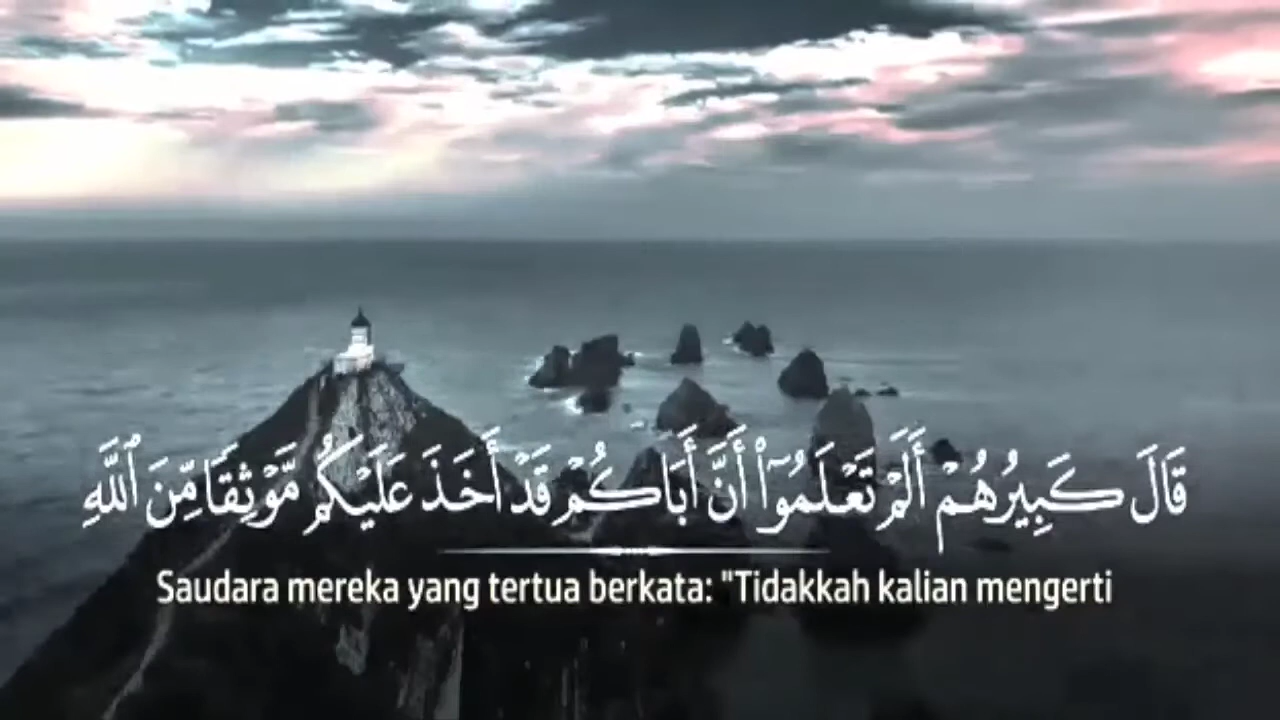 قَالَ كَبِيرُهُمْ أَلَمْ تَعْلَمُوٓا۟ أَنَّ أَبَاكُمْ قَدْ أَخَذَ عَلَيْكُم مَّوْثِقًا مِّنَ ٱللَّهِ
Saudara mereka yang tertua berkata: "Tidakkah kalian mengerti